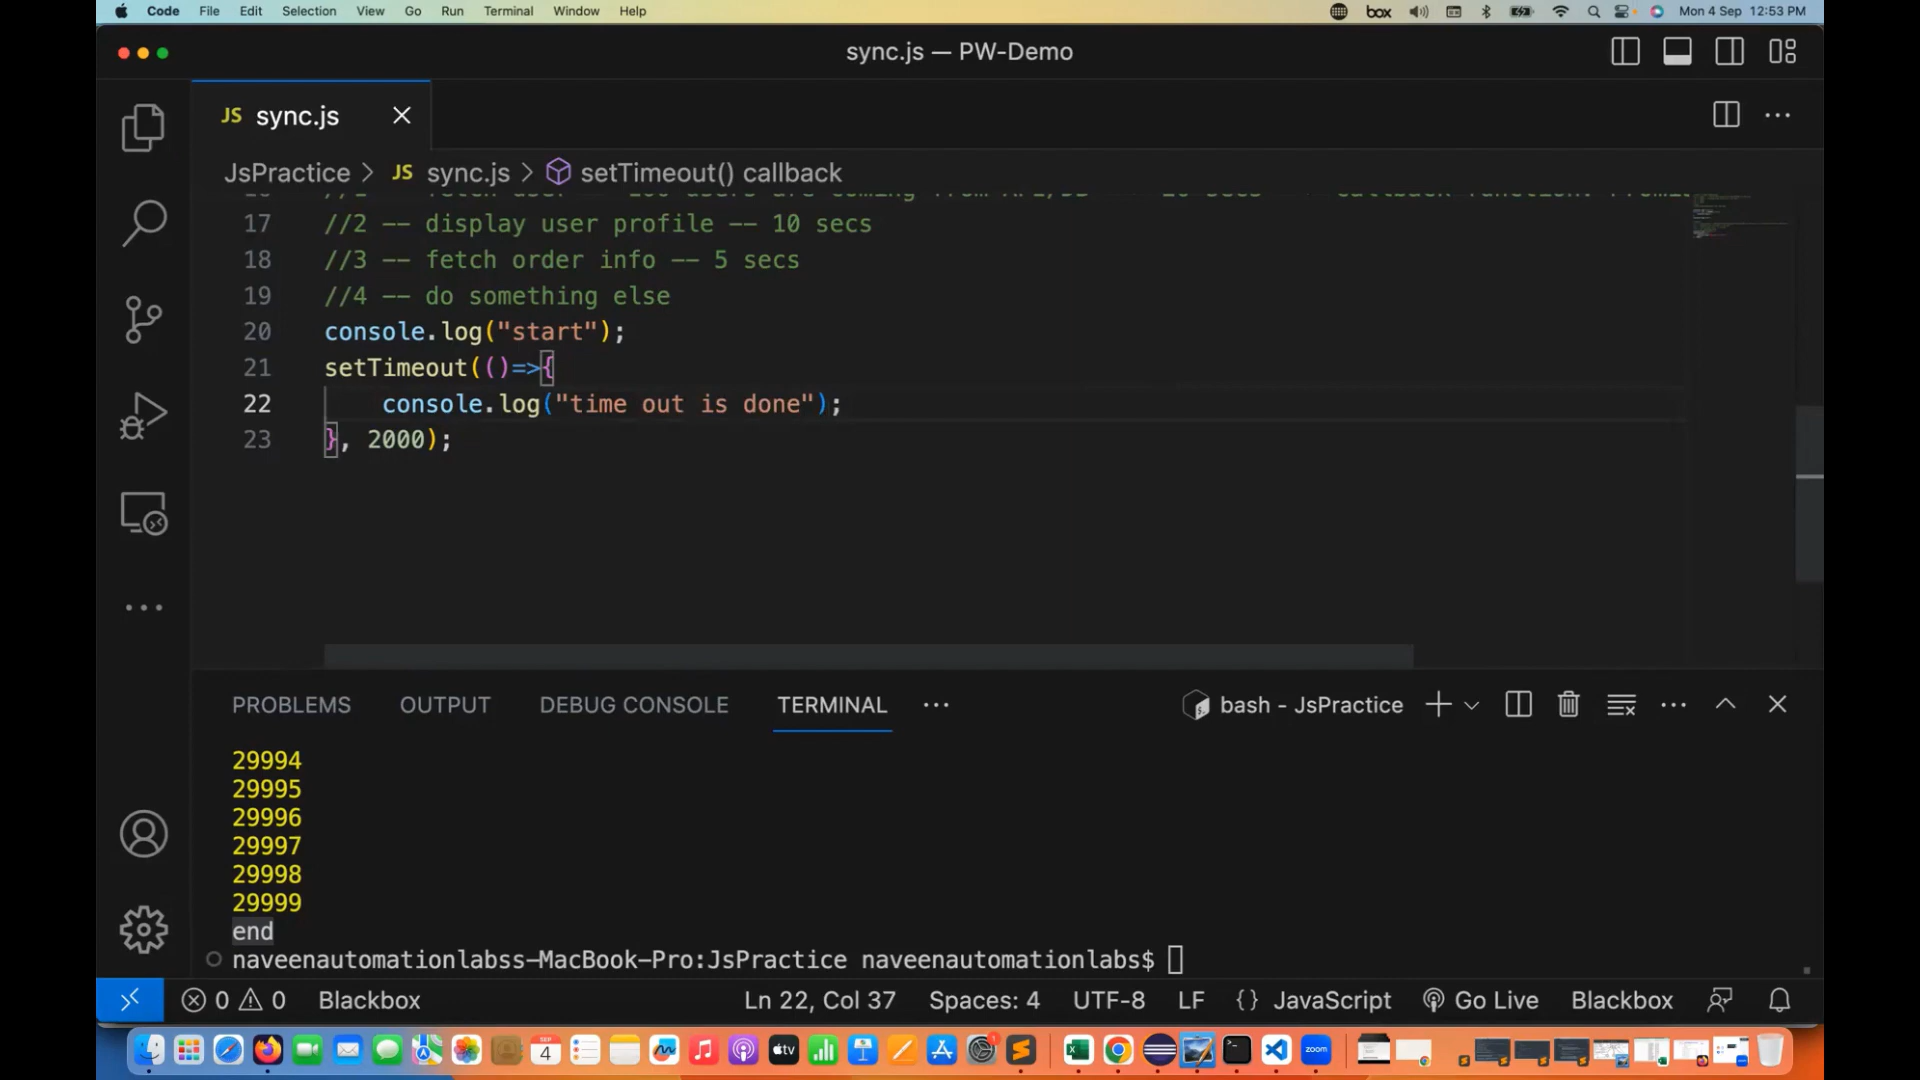 Code File Edit Selection View Go Run Terminal Window Help box Mon 4 Sep 12:53 PM
sync.js — PW-Demo
JS sync.js
JsPractice > JS sync.js > setTimeout() callback
17 //2 -- display user profile -- 10 secs
18 //3 -- fetch order info -- 5 secs
19 //4 -- do something else
20 console.log("start");
21 setTimeout(()=>{
22 console.log("time out is done");
23 }, 2000);
PROBLEMS OUTPUT DEBUG CONSOLE TERMINAL bash - JsPractice
29994
29995
29996
29997
29998
29999
end
naveenautomationlabss-MacBook-Pro:JsPractice naveenautomationlabs$
0 0 Blackbox Ln 22, Col 37 Spaces: 4 UTF-8 LF {} JavaScript Go Live Blackbox
SEP 4 tv zoom